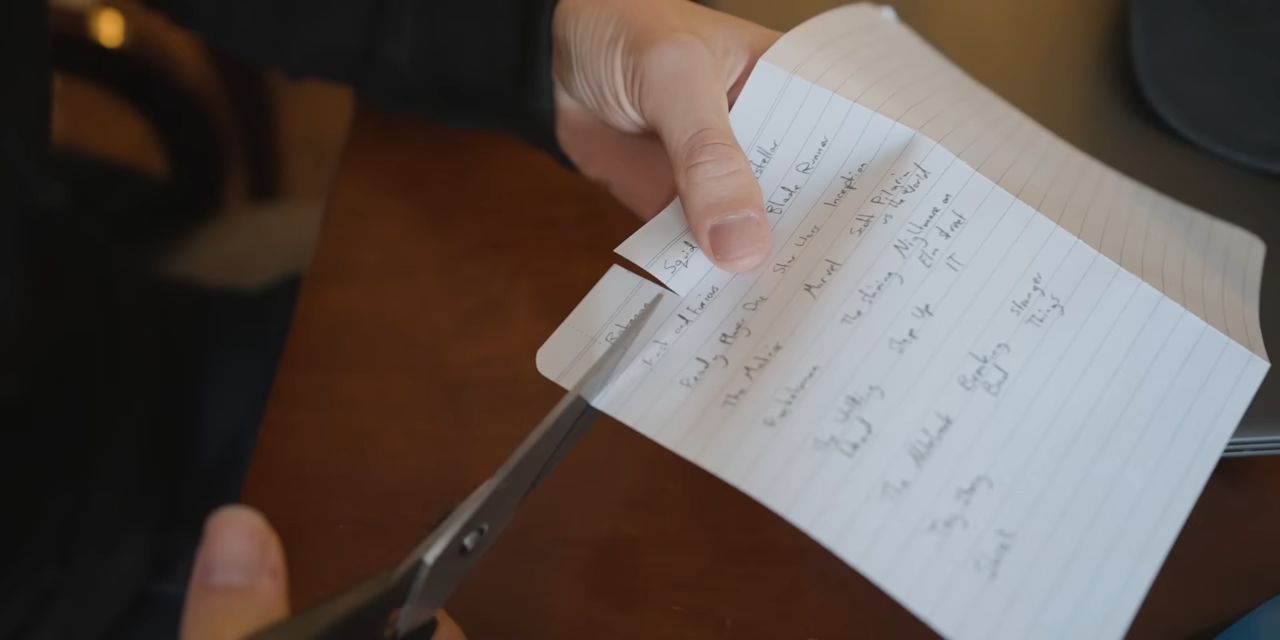 Squid stellar
Fast and Furious Blade Runner
Ready Player One Star Wars Inception
The Matrix Marvel Scott Pilgrim
vs the World
The shining Nightmare on
Elm street
The Walking Step Up IT
Dead
The Breaking Stranger
Bad Things
Toy Story
Shrek